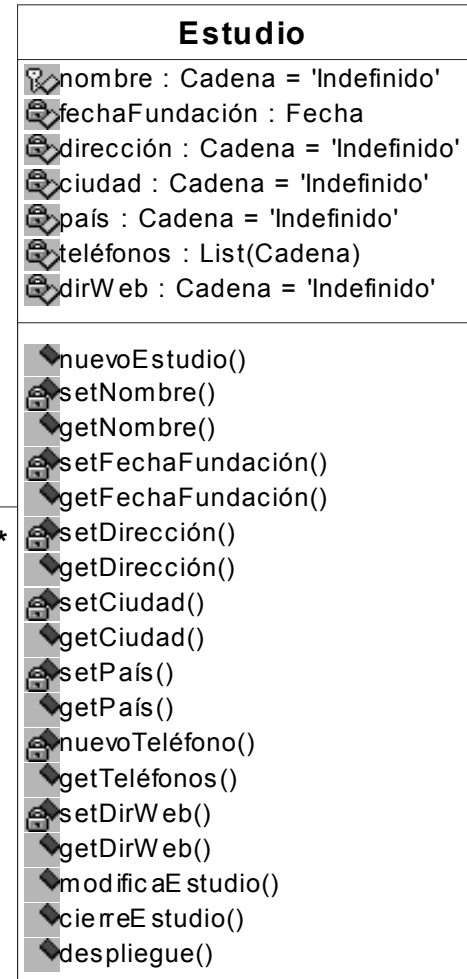 Estudio
nombre : Cadena = 'Indefinido'
fechaFundación : Fecha
dirección : Cadena = 'Indefinido'
ciudad : Cadena = 'Indefinido'
país : Cadena = 'Indefinido'
teléfonos : List(Cadena)
dirWeb : Cadena = 'Indefinido'
nuevoEstudio()
setNombre()
getNombre()
setFechaFundación()
getFechaFundación()
* setDirección()
getDirección()
setCiudad()
getCiudad()
setPaís()
getPaís()
nuevoTeléfono()
getTeléfonos()
setDirWeb()
getDirWeb()
modificaEstudio()
cierreEstudio()
despliegue()